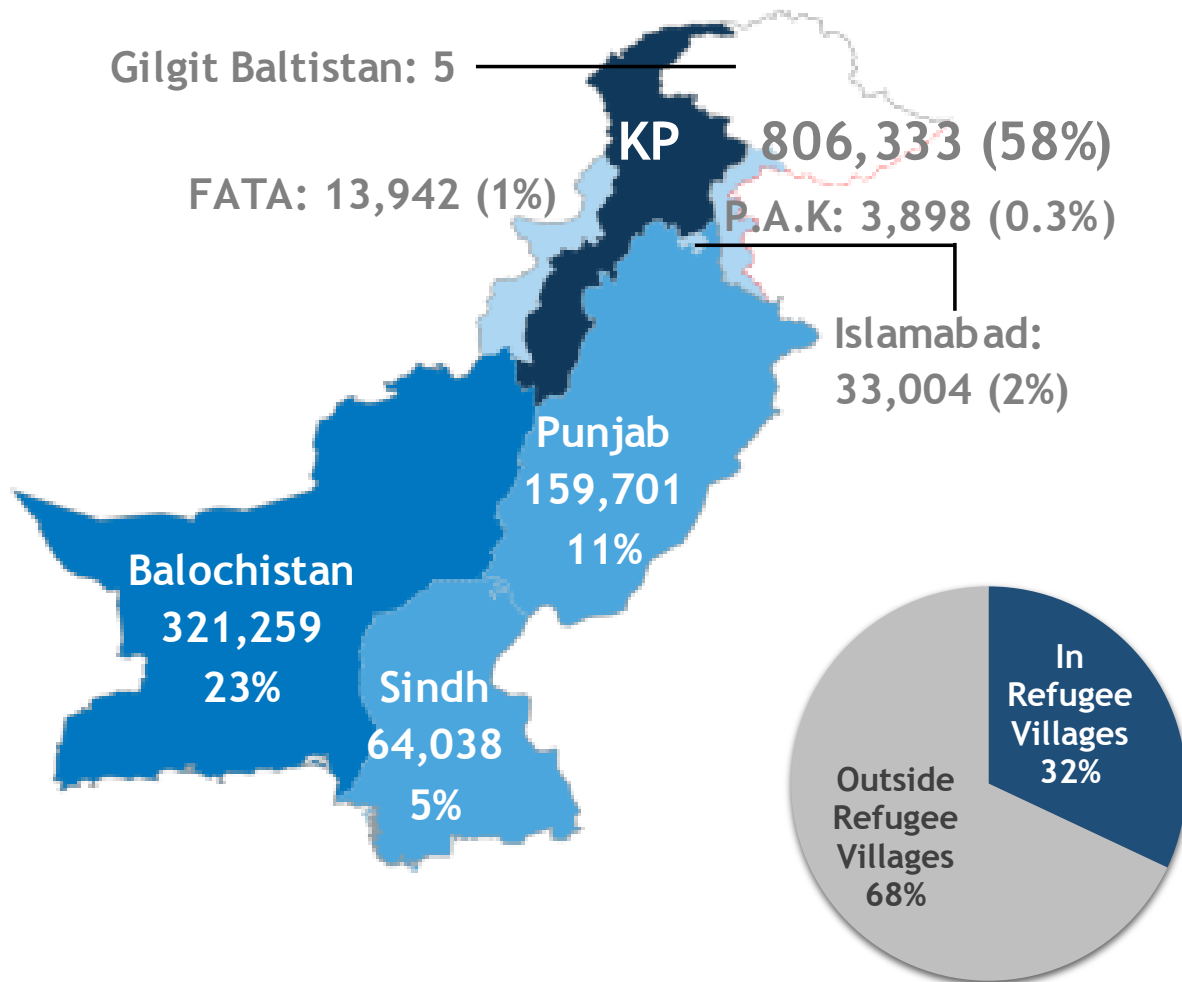 Gilgit Baltistan: 5
KP
806,333 (58%)
FATA: 13,942 (1%)
P.A.K: 3,898 (0.3%)
Islamabad:
33,004 (2%)
Punjab
159,701
11%
Balochistan
321,259
23%
Sindh
64,038
5%
In
Refugee
Villages
32%
Outside
Refugee
Villages
68%